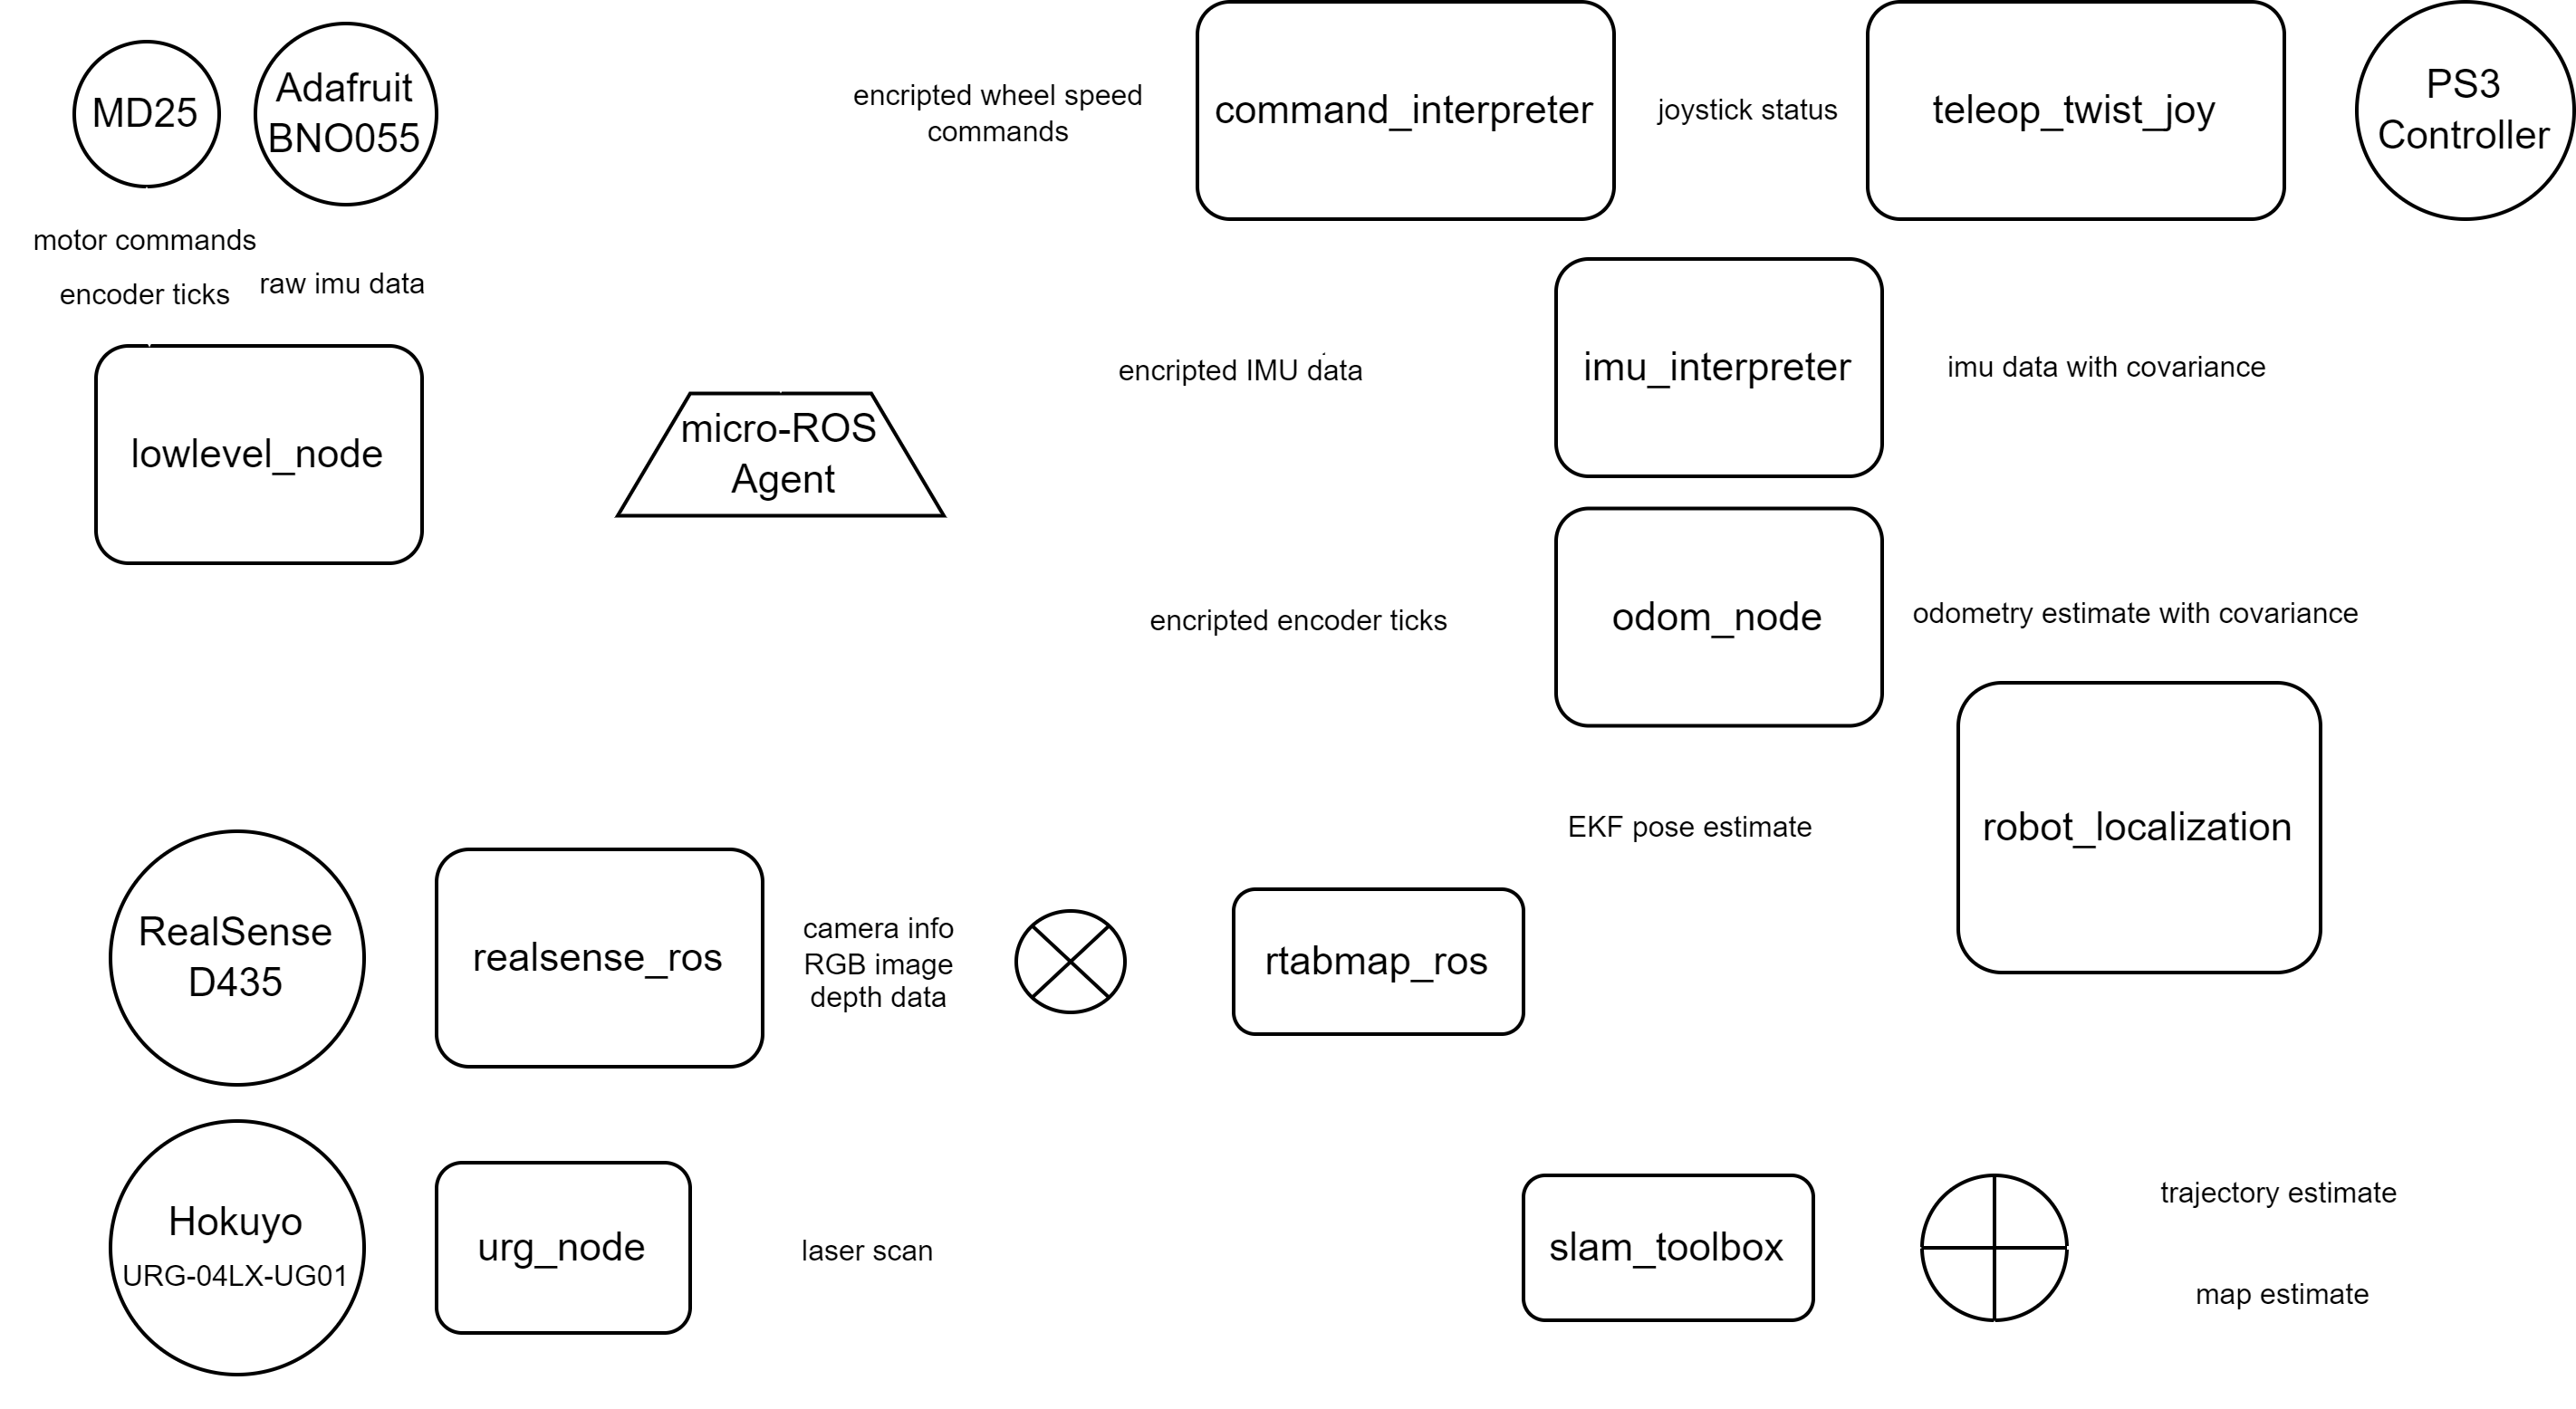 MD25
Adafruit
BNO055
encripted wheel speed
commands
command_interpreter
joystick status
teleop_twist_joy
PS3
Controller
motor commands
encoder ticks
raw imu data
lowlevel_node
micro-ROS
Agent
encripted IMU data
imu_interpreter
imu data with covariance
encripted encoder ticks
odom_node
odometry estimate with covariance
EKF pose estimate
robot_localization
RealSense
D435
realsense_ros
camera info
RGB image
depth data
rtabmap_ros
Hokuyo
URG-04LX-UG01
urg_node
laser scan
slam_toolbox
trajectory estimate
map estimate